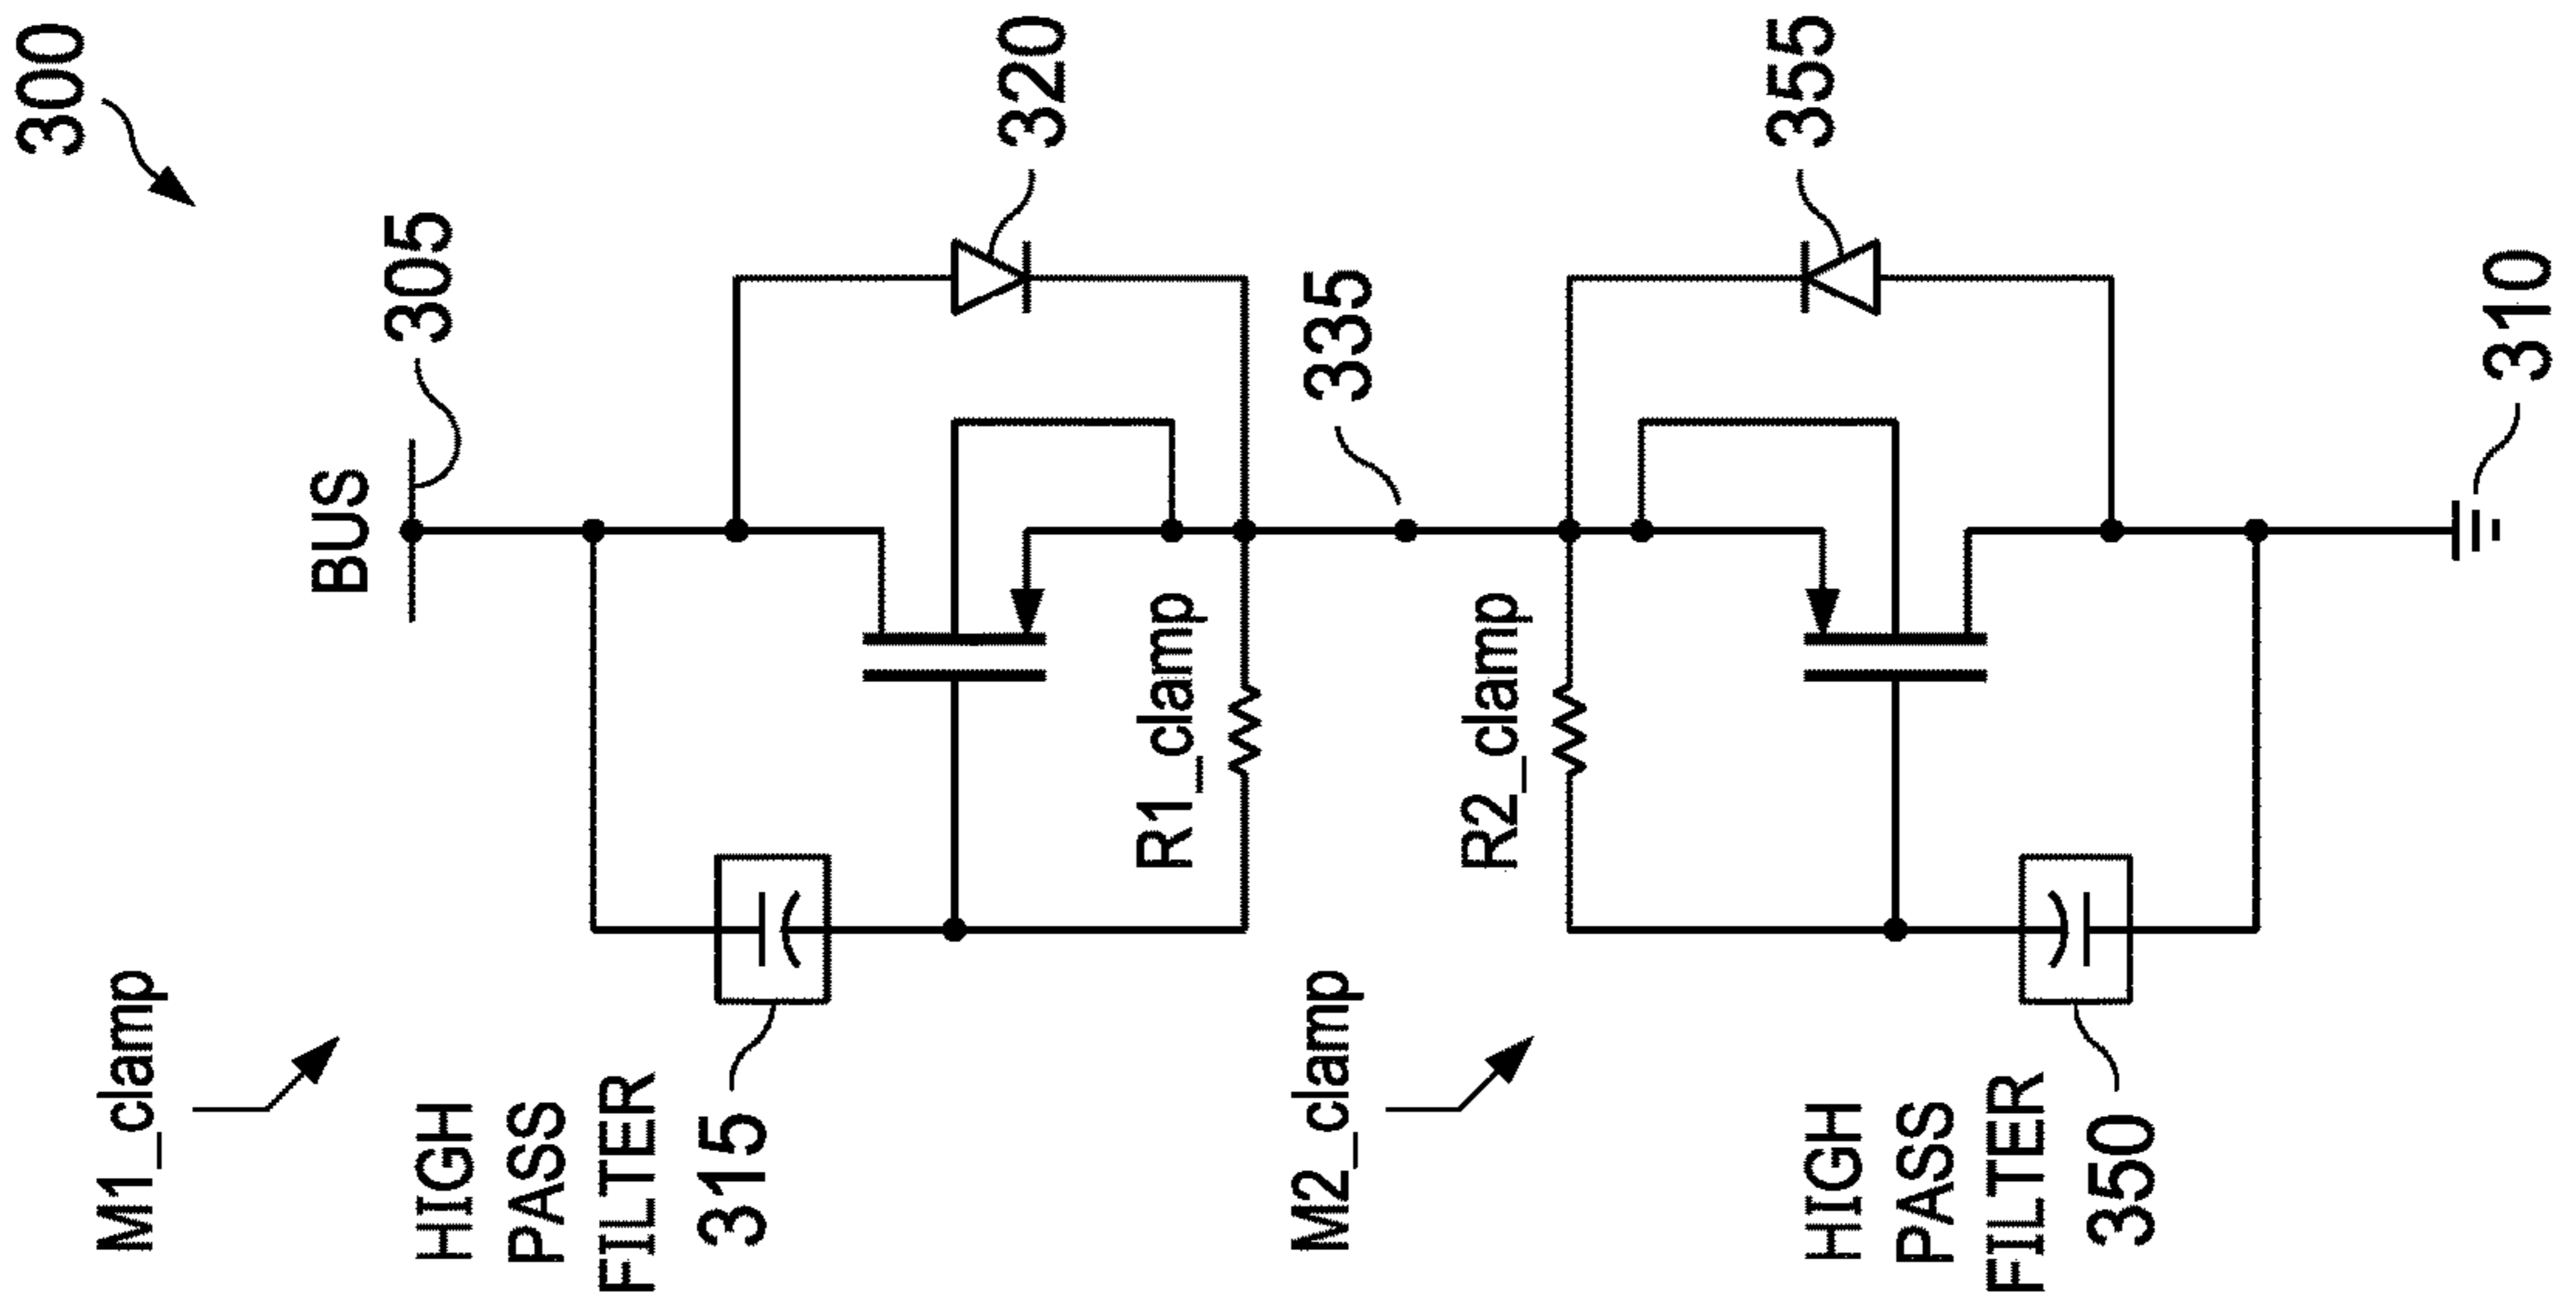 300
BUS
305
M1_clamp
HIGH
PASS
FILTER
315
320
R1_clamp
335
M2_clamp
R2_clamp
355
HIGH
PASS
FILTER
350
310